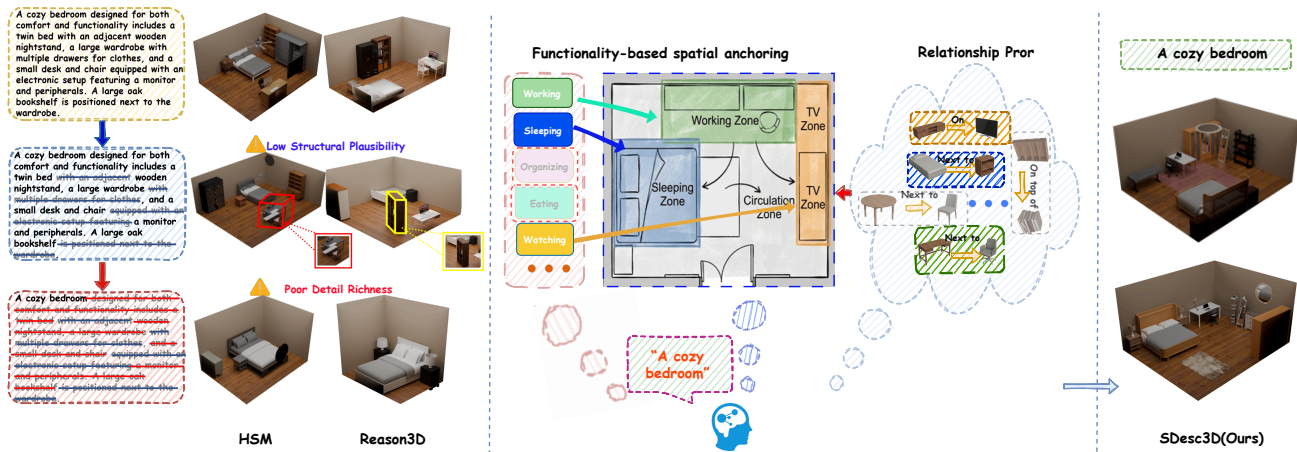 A cozy bedroom designed for both
comfort and functionality includes a
twin bed with an adjacent wooden
nightstand, a large wardrobe with
multiple drawers for clothes, and a
small desk and chair equipped with an
electronic setup featuring a monitor
and peripherals. A large oak
bookshelf is positioned next to the
wardrobe.
A cozy bedroom designed for both
comfort and functionality includes a
twin bed with an adjacent wooden
nightstand, a large wardrobe with
multiple drawers for clothes, and a
small desk and chair equipped with an
electronic setup featuring a monitor
and peripherals. A large oak
bookshelf is positioned next to the
wardrobe.
A cozy bedroom designed for both
comfort and functionality includes a
twin bed with an adjacent wooden
nightstand, a large wardrobe with
multiple drawers for clothes, and a
small desk and chair equipped with an
electronic setup featuring a monitor
and peripherals. A large oak
bookshelf is positioned next to the
wardrobe.
Low Structural Plausibility
Poor Detail Richness
HSM
Reason3D
Functionality-based spatial anchoring
Working
Sleeping
Organizing
Eating
Watching
Working Zone
TV
Zone
Sleeping
Zone
Circulation
Zone
TV
Zone
"A cozy
bedroom"
Relationship Pror
On
Next to
Next to
Next to
On top of
A cozy bedroom
SDesc3D(Ours)